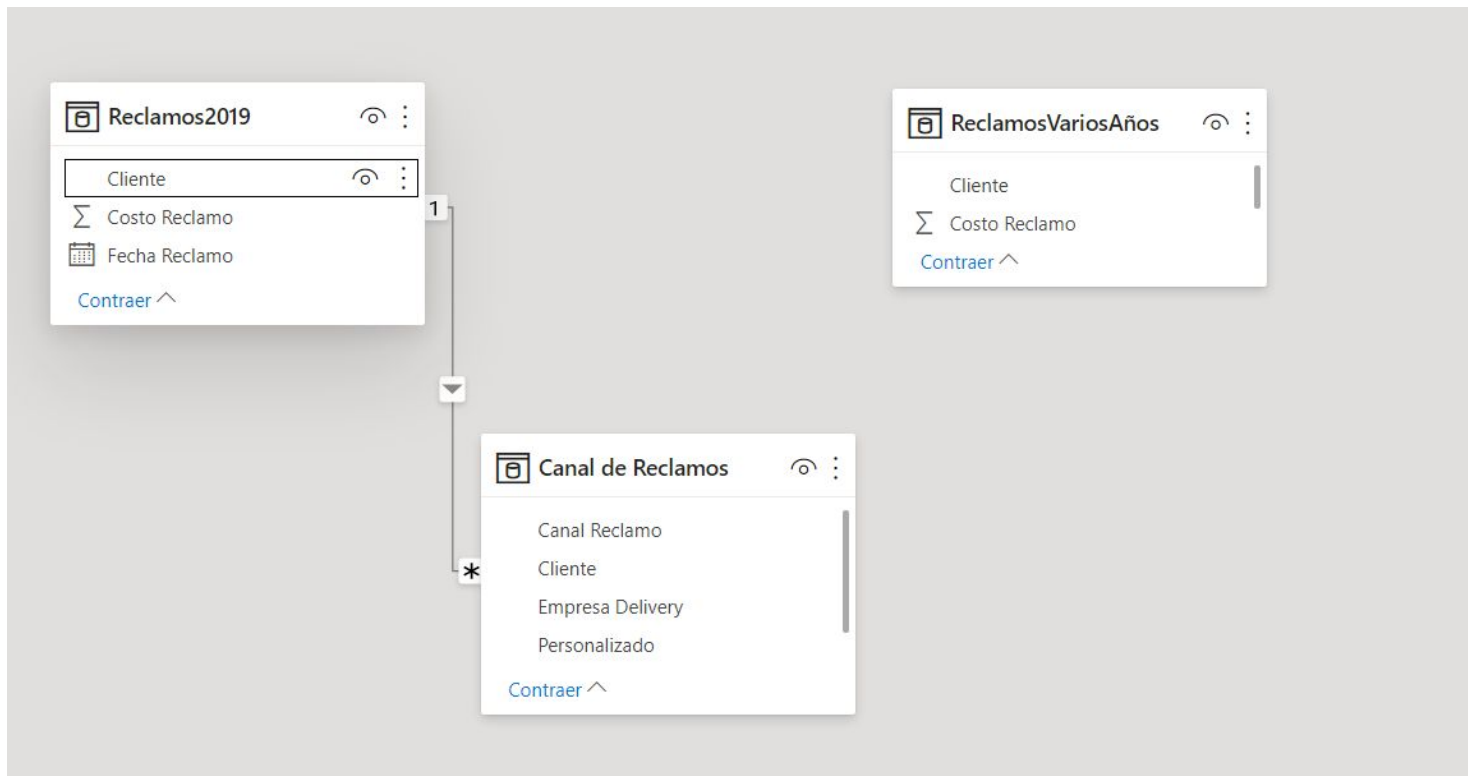 Reclamos2019
Cliente
Costo Reclamo
Fecha Reclamo
Contraer
1
ReclamosVariosAños
Cliente
Costo Reclamo
Contraer
Canal de Reclamos
Canal Reclamo
*
Cliente
Empresa Delivery
Personalizado
Contraer